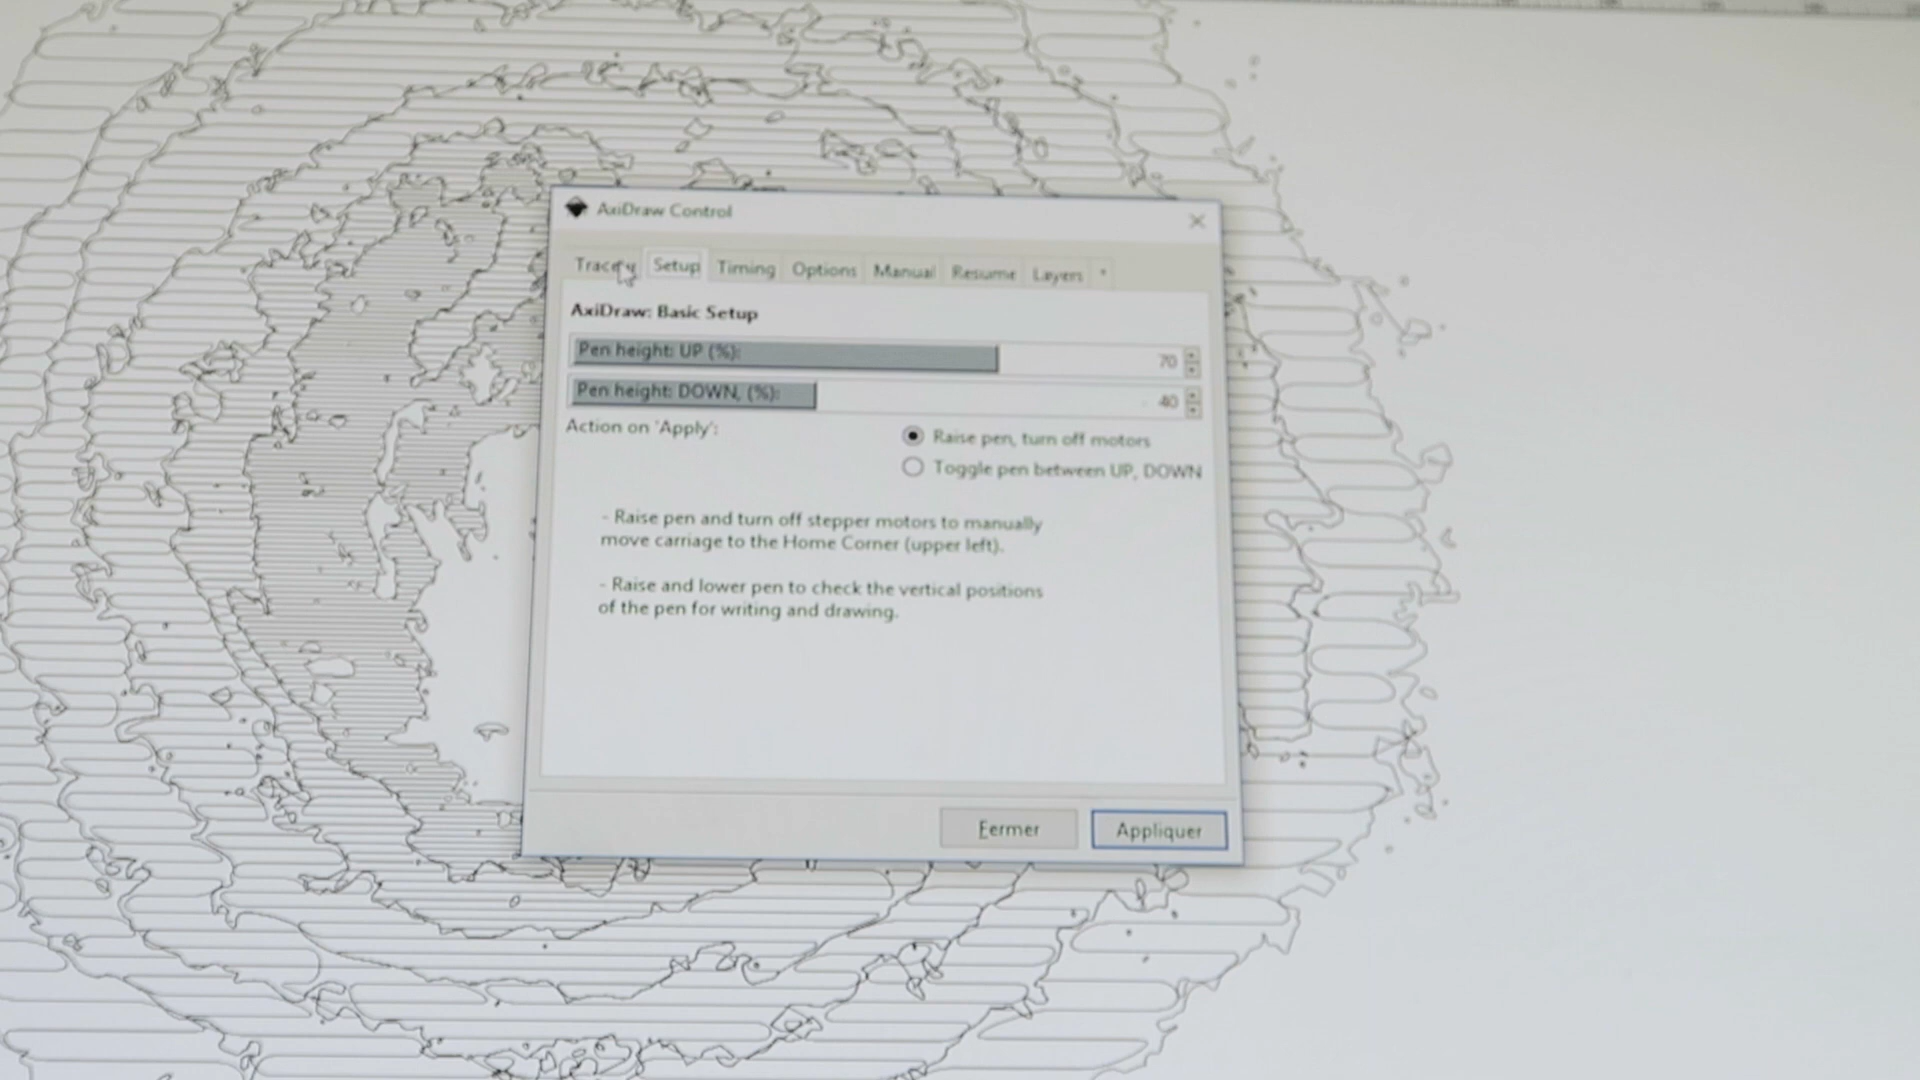 AxiDraw Control
Tracer Setup Timing Options Manual Resume Layers
AxiDraw: Basic Setup
Pen height: UP (%): 70
Pen height: DOWN, (%): 40
Action on 'Apply':
Raise pen, turn off motors
Toggle pen between UP, DOWN
- Raise pen and turn off stepper motors to manually
move carriage to the Home Corner (upper left).
- Raise and lower pen to check the vertical positions
of the pen for writing and drawing.
Fermer Appliquer